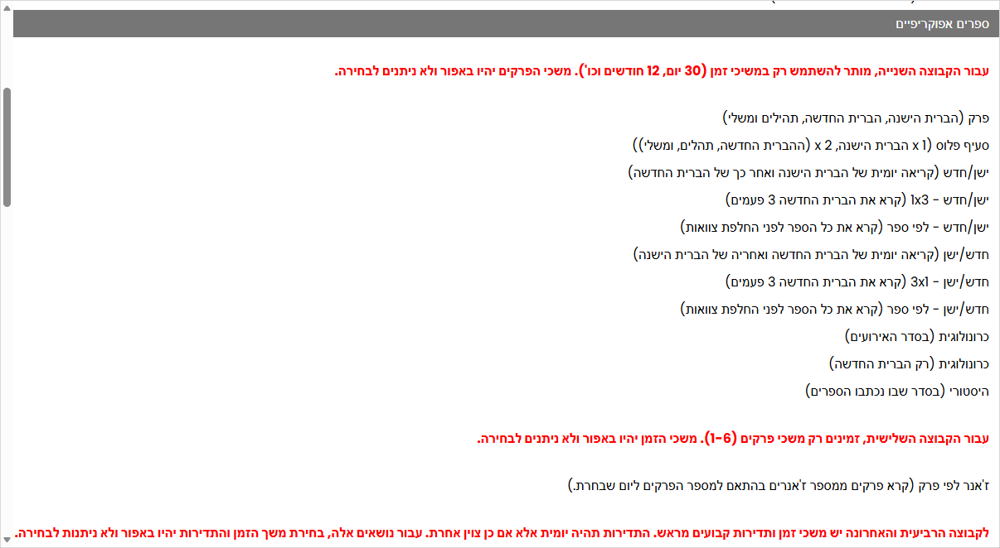 ספרים אפוקריפיים
עבור הקבוצה השנייה, מותר להשתמש רק במשיכי זמן (30 יום, 12 חודשים וכו'). משכי הפרקים יהיו באפור ולא ניתנים לבחירה.
פרק (הברית הישנה, הברית החדשה, תהילים ומשלי)
סעיף פלוס (1 x הברית הישנה, 2 x (ההברית החדשה, תהלים, ומשלי))
ישן/חדש (קריאה יומית של הברית הישנה ואחר כך של הברית החדשה)
ישן/חדש - 1x3 (קרא את הברית החדשה 3 פעמים)
ישן/חדש - לפי ספר (קרא את כל הספר לפני החלפת צוואות)
חדש/ישן (קריאה יומית של הברית החדשה ואחריה של הברית הישנה)
חדש/ישן - 3x1 (קרא את הברית החדשה 3 פעמים)
חדש/ישן - לפי ספר (קרא את כל הספר לפני החלפת צוואות)
כרונולוגית (בסדר האירועים)
כרונולוגית (רק הברית החדשה)
היסטורי (בסדר שבו נכתבו הספרים)
עבור הקבוצה השלישית, זמינים רק משכי פרקים (1-6). משכי הזמן יהיו באפור ולא ניתנים לבחירה.
ז'אנר לפי פרק (קרא פרקים ממספר ז'אנרים בהתאם למספר הפרקים ליום שבחרת.)
לקבוצה הרביעית והאחרונה יש משכי זמן ותדירות קבועים מראש. התדירות תהיה יומית אלא אם כן צוין אחרת. עבור נושאים אלה, בחירת משך הזמן והתדירות יהיו באפור ולא ניתנות לבחירה.